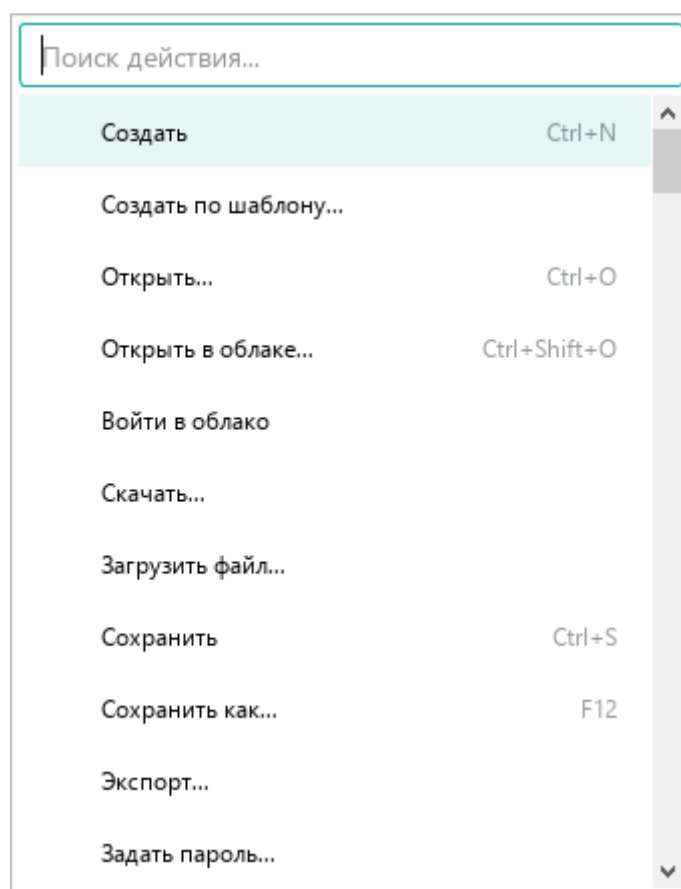 Поиск действия...
Создать Ctrl+N
Создать по шаблону...
Открыть... Ctrl+O
Открыть в облаке... Ctrl+Shift+O
Войти в облако
Скачать...
Загрузить файл...
Сохранить Ctrl+S
Сохранить как... F12
Экспорт...
Задать пароль...